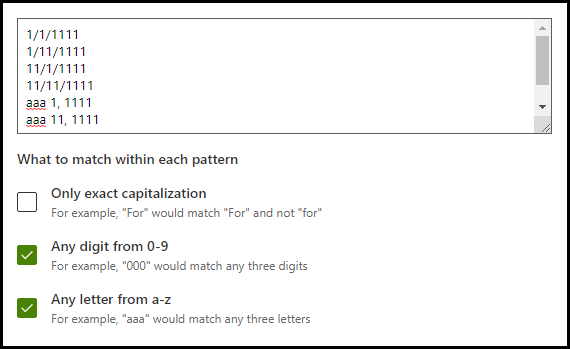 1/1/1111
1/11/1111
11/1/1111
11/11/1111
aaa 1, 1111
aaa 11, 1111
What to match within each pattern
Only exact capitalization
For example, "For" would match "For" and not "for"
Any digit from 0-9
For example, "000" would match any three digits
Any letter from a-z
For example, "aaa" would match any three letters